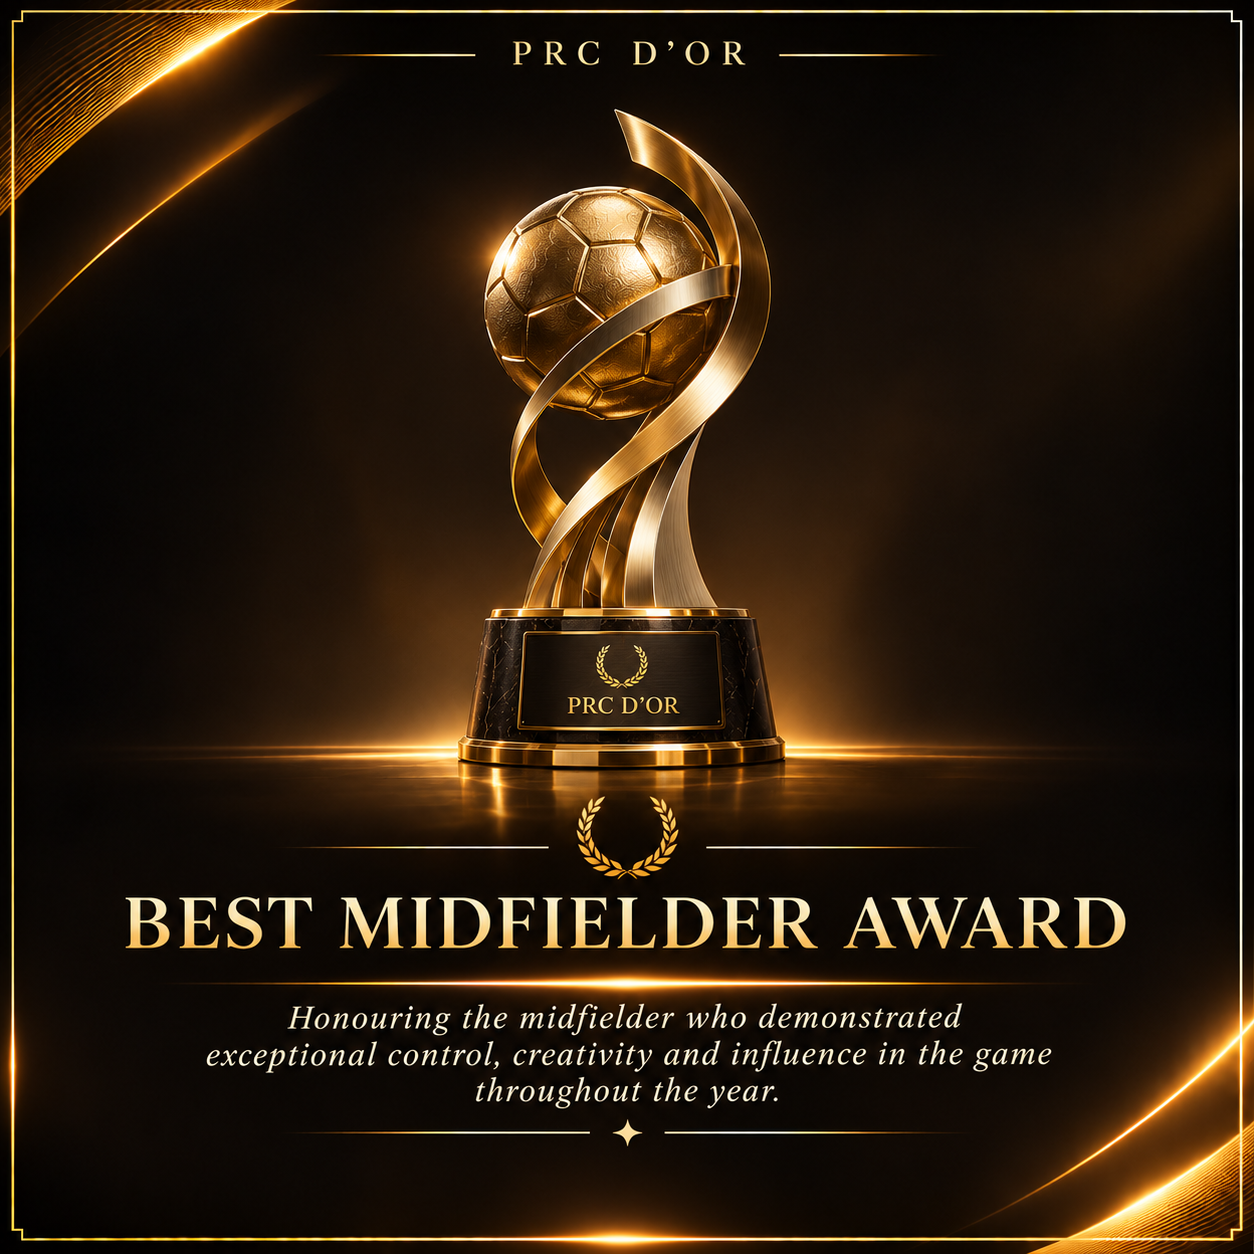 PRC D’OR
PRC D’OR
BEST MIDFIELDER AWARD
Honouring the midfielder who demonstrated
exceptional control, creativity and influence in the game
throughout the year.